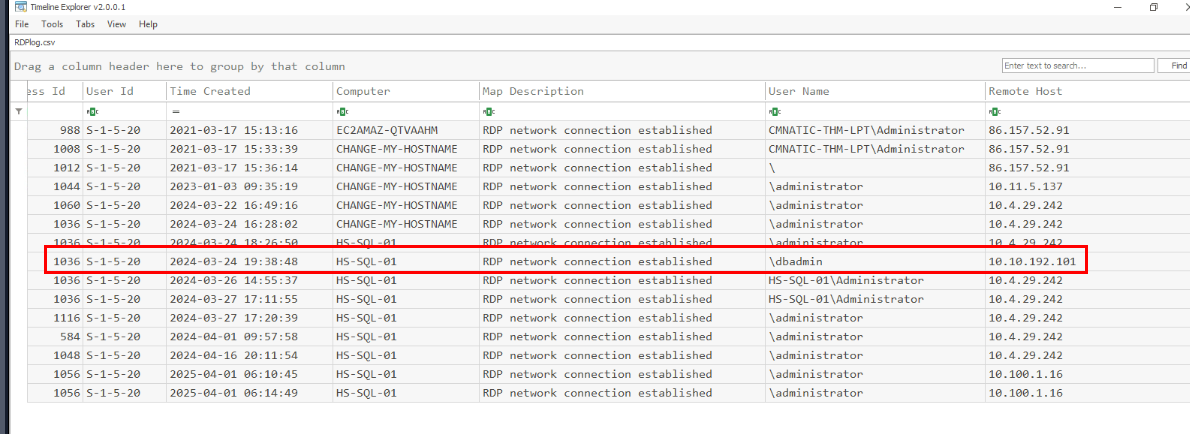 Timeline Explorer v2.0.0.1
File Tools Tabs View Help
RDPlog.csv
Drag a column header here to group by that column Enter text to search... Find
ess Id User Id Time Created Computer Map Description User Name Remote Host
=
988 S-1-5-20 2021-03-17 15:13:16 EC2AMAZ-QTVAAHM RDP network connection established CMNATIC-THM-LPT\Administrator 86.157.52.91
1008 S-1-5-20 2021-03-17 15:33:39 CHANGE-MY-HOSTNAME RDP network connection established CMNATIC-THM-LPT\Administrator 86.157.52.91
1012 S-1-5-20 2021-03-17 15:36:14 CHANGE-MY-HOSTNAME RDP network connection established \ 86.157.52.91
1044 S-1-5-20 2023-01-03 09:35:19 CHANGE-MY-HOSTNAME RDP network connection established \administrator 10.11.5.137
1060 S-1-5-20 2024-03-22 16:49:16 CHANGE-MY-HOSTNAME RDP network connection established \administrator 10.4.29.242
1036 S-1-5-20 2024-03-24 16:28:02 CHANGE-MY-HOSTNAME RDP network connection established \administrator 10.4.29.242
1036 S-1-5-20 2024-03-24 18:26:50 HS-SQL-01 RDP network connection established \administrator 10.4.29.242
1036 S-1-5-20 2024-03-24 19:38:48 HS-SQL-01 RDP network connection established \dbadmin 10.10.192.101
1036 S-1-5-20 2024-03-26 14:55:37 HS-SQL-01 RDP network connection established HS-SQL-01\Administrator 10.4.29.242
1036 S-1-5-20 2024-03-27 17:11:55 HS-SQL-01 RDP network connection established HS-SQL-01\Administrator 10.4.29.242
1116 S-1-5-20 2024-03-27 17:20:39 HS-SQL-01 RDP network connection established \administrator 10.4.29.242
584 S-1-5-20 2024-04-01 09:57:58 HS-SQL-01 RDP network connection established \administrator 10.4.29.242
1048 S-1-5-20 2024-04-16 20:11:54 HS-SQL-01 RDP network connection established \administrator 10.4.29.242
1056 S-1-5-20 2025-04-01 06:10:45 HS-SQL-01 RDP network connection established \administrator 10.100.1.16
1056 S-1-5-20 2025-04-01 06:14:49 HS-SQL-01 RDP network connection established \administrator 10.100.1.16